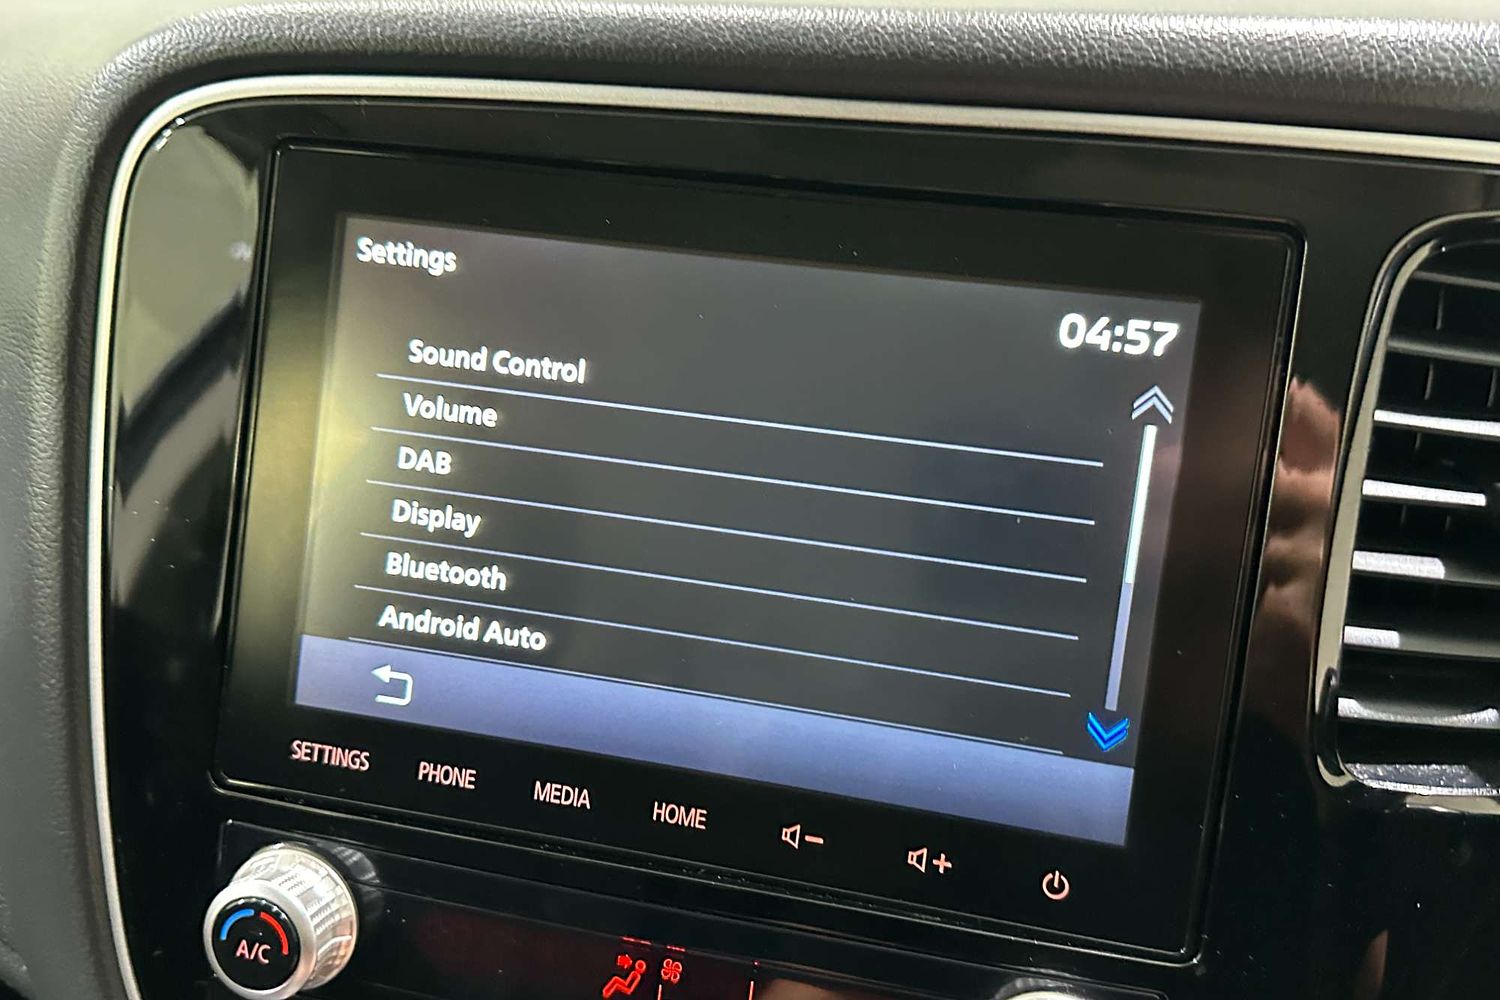 Settings
04:57
Sound Control
Volume
DAB
Display
Bluetooth
Android Auto
SETTINGS PHONE MEDIA HOME
A/C